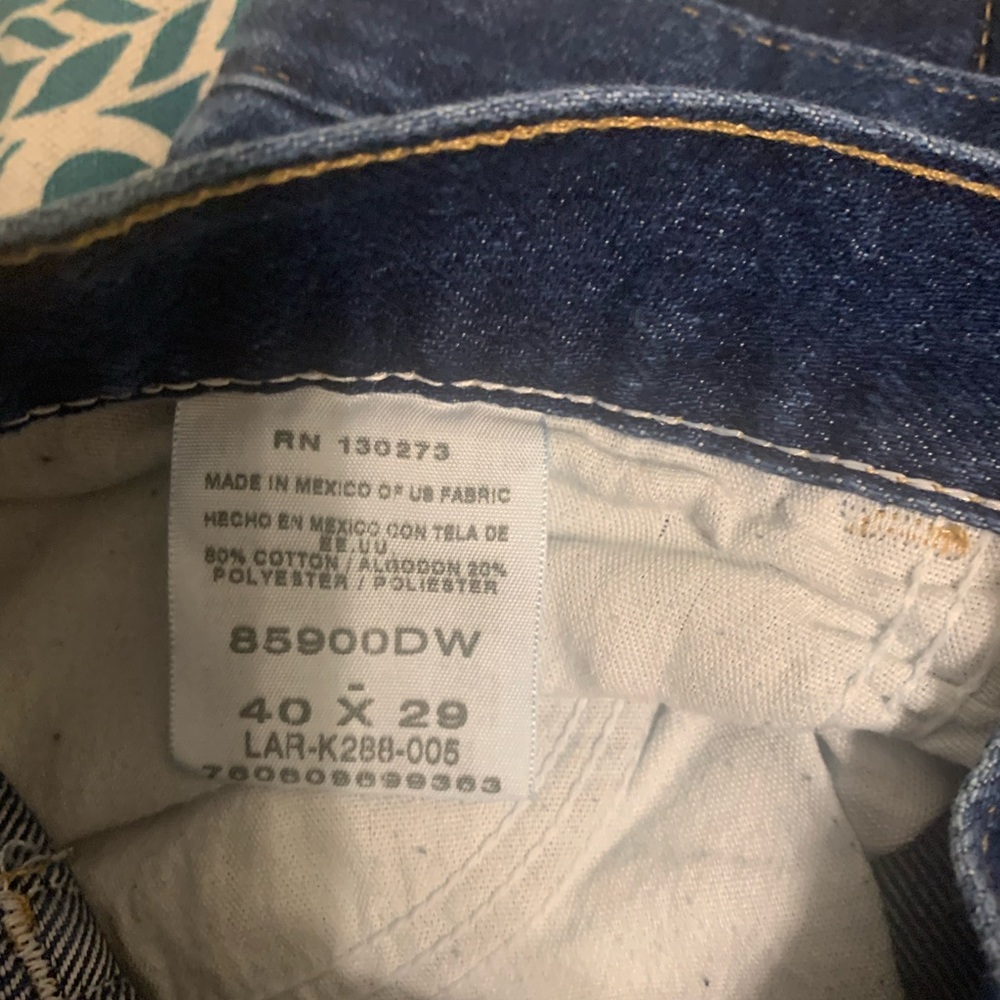 RN 130273
MADE IN MEXICO OF US FABRIC
HECHO EN MEXICO CON TELA DE
EE.UU
80% COTTON / ALGODON 20%
POLYESTER / POLIESTER
85900DW
-
40 X 29
LAR-K288-005